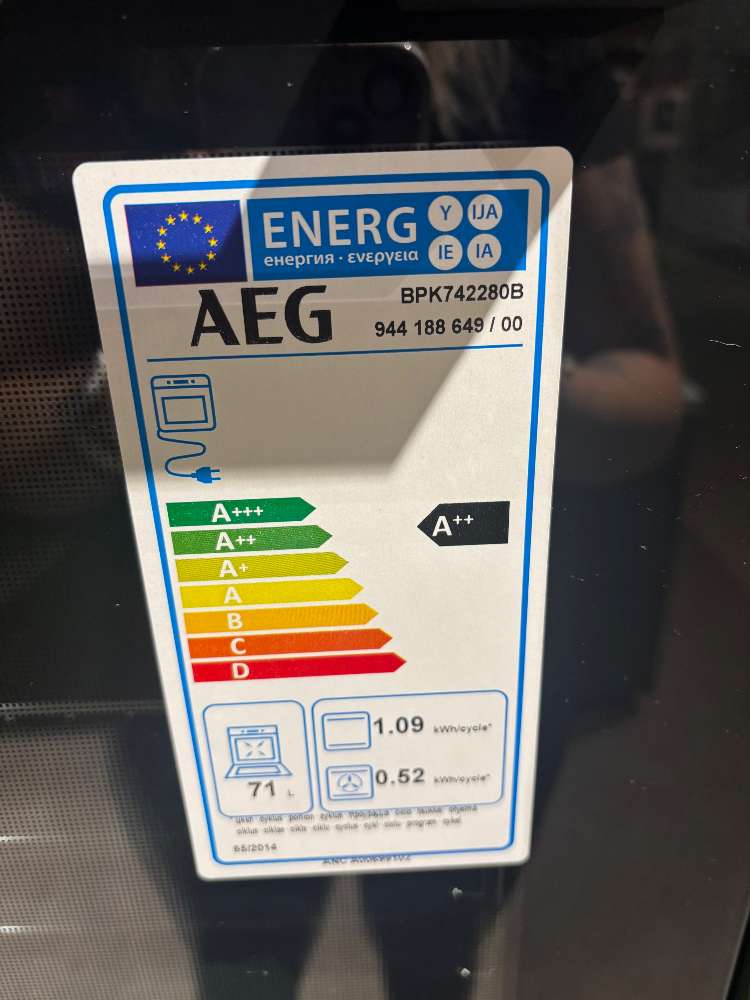 ENERG Y IJA
енергия · ενεργεια IE IA
AEG
BPK742280B
944 188 649 / 00
A+++
A++
A++
A+
A
B
C
D
1.09 kWh/cycle*
0.52 kWh/cycle*
71 L
65/2014